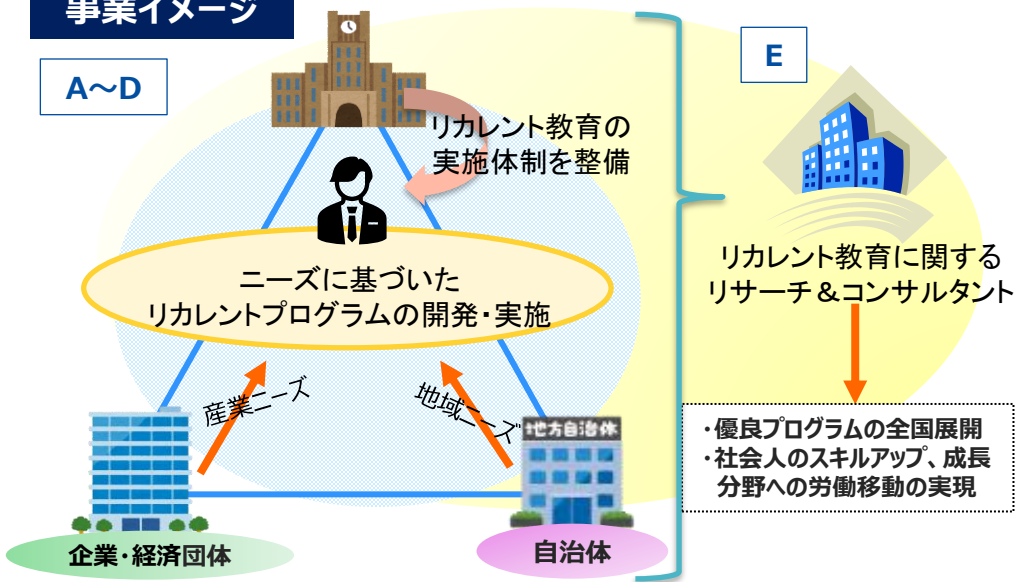 事業イメージ
A～D
E
リカレント教育の
実施体制を整備
ニーズに基づいた
リカレントプログラムの開発・実施
産業ニーズ
地域ニーズ
地方自治体
企業・経済団体
自治体
リカレント教育に関する
リサーチ＆コンサルタント
・優良プログラムの全国展開
・社会人のスキルアップ、成長
分野への労働移動の実現